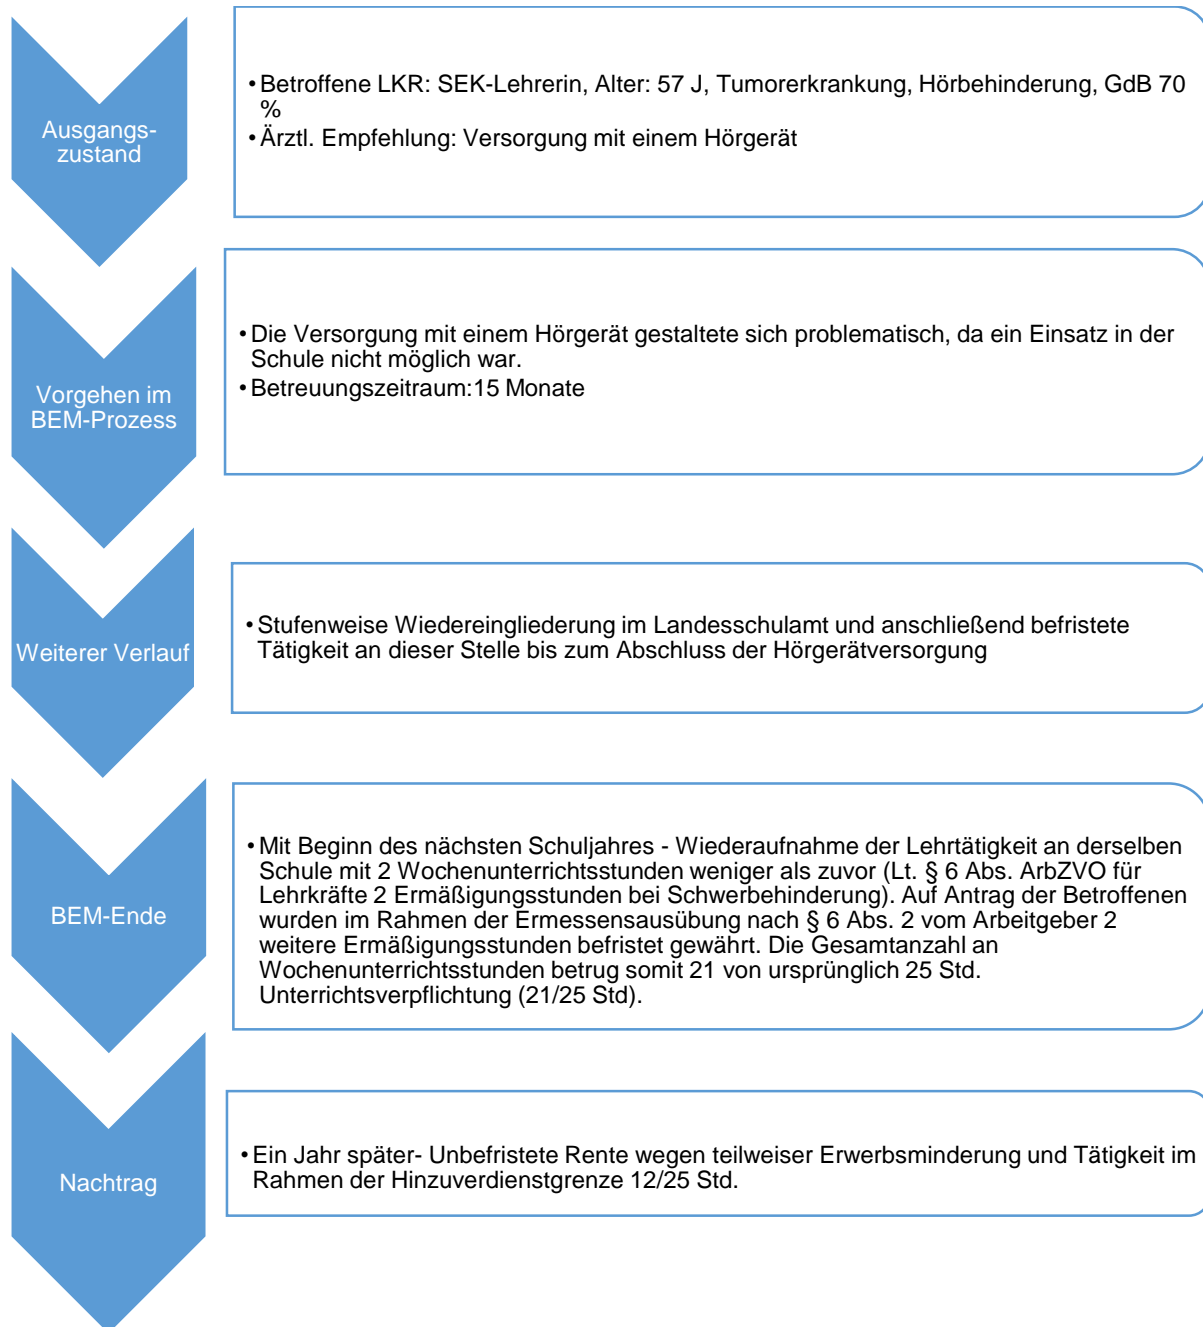 Ausgangs-
zustand
•Betroffene LKR: SEK-Lehrerin, Alter: 57 J, Tumorerkrankung, Hörbehinderung, GdB 70
%
•Ärztl. Empfehlung: Versorgung mit einem Hörgerät
Vorgehen im
BEM-Prozess
•Die Versorgung mit einem Hörgerät gestaltete sich problematisch, da ein Einsatz in der
Schule nicht möglich war.
•Betreuungszeitraum:15 Monate
Weiterer Verlauf
•Stufenweise Wiedereingliederung im Landesschulamt und anschließend befristete
Tätigkeit an dieser Stelle bis zum Abschluss der Hörgerätversorgung
BEM-Ende
•Mit Beginn des nächsten Schuljahres - Wiederaufnahme der Lehrtätigkeit an derselben
Schule mit 2 Wochenunterrichtsstunden weniger als zuvor (Lt. § 6 Abs. ArbZVO für
Lehrkräfte 2 Ermäßigungsstunden bei Schwerbehinderung). Auf Antrag der Betroffenen
wurden im Rahmen der Ermessensausübung nach § 6 Abs. 2 vom Arbeitgeber 2
weitere Ermäßigungsstunden befristet gewährt. Die Gesamtanzahl an
Wochenunterrichtsstunden betrug somit 21 von ursprünglich 25 Std.
Unterrichtsverpflichtung (21/25 Std).
Nachtrag
•Ein Jahr später- Unbefristete Rente wegen teilweiser Erwerbsminderung und Tätigkeit im
Rahmen der Hinzuverdienstgrenze 12/25 Std.